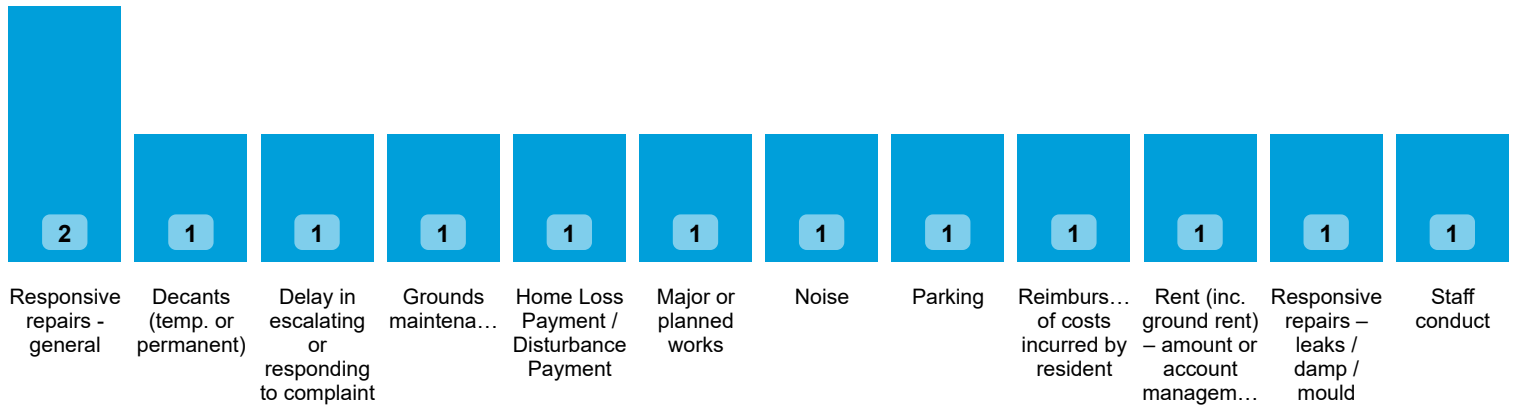 2
1
1
1
1
1
1
1
1
1
1
1
Responsive
repairs -
general
Decants
(temp. or
permanent)
Delay in
escalating
or
responding
to complaint
Grounds
maintena…
Home Loss
Payment /
Disturbance
Payment
Major or
planned
works
Noise
Parking
Reimburs…
of costs
incurred by
resident
Rent (inc.
ground rent)
– amount or
account
managem…
Responsive
repairs –
leaks /
damp /
mould
Staff
conduct